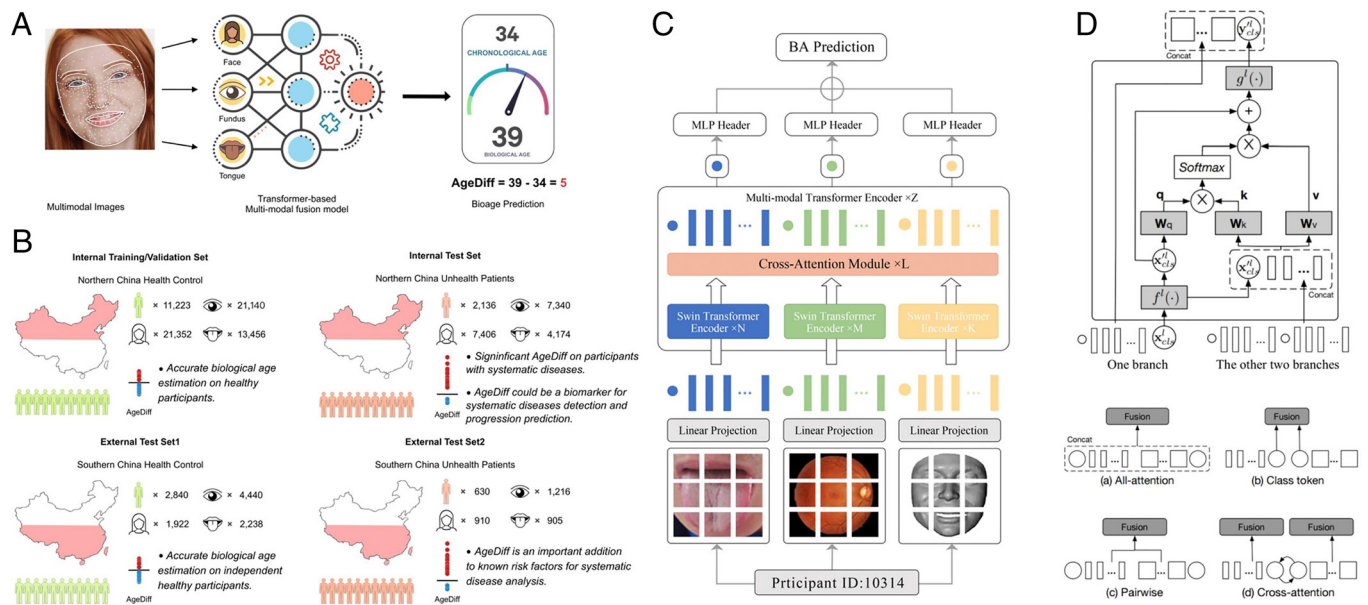 A
Face
Fundus
Tongue
Multimodal Images
Transformer-based
Multi-modal fusion model
34
CHRONOLOGICAL AGE
39
BIOLOGICAL AGE
AgeDiff = 39 - 34 = 5
Bioage Prediction
B
Internal Training/Validation Set
Northern China Health Control
× 11,223 × 21,140
× 21,352 × 13,456
• Accurate biological age
estimation on healthy
participants.
AgeDiff
Internal Test Set
Northern China Unhealth Patients
× 2,136 × 7,340
× 7,406 × 4,174
• Signinficant AgeDiff on participants
with systematic diseases.
• AgeDiff could be a biomarker for
systematic diseases detection and
progression prediction.
AgeDiff
External Test Set1
Southern China Health Control
× 2,840 × 4,440
× 1,922 × 2,238
• Accurate biological age
estimation on independent
healthy participants.
AgeDiff
External Test Set2
Southern China Unhealth Patients
× 630 × 1,216
× 910 × 905
• AgeDiff is an important addition
to known risk factors for systematic
disease analysis.
AgeDiff
C
BA Prediction
MLP Header MLP Header MLP Header
Multi-modal Transformer Encoder ×Z
... ... ...
Cross-Attention Module ×L
Swin Transformer
Encoder ×N
Swin Transformer
Encoder ×M
Swin Transformer
Encoder ×K
... ... ...
Linear Projection Linear Projection Linear Projection
Prticipant ID:10314
D
... y'^l_cls
Concat
g^l(·)
+
×
Softmax
q k v
×
W_q W_k W_v
x'^l_cls
x'^l_cls ...
Concat
f^l(·)
... x^l_cls ... ...
One branch The other two branches
Fusion
Concat
... ...
(a) All-attention
Fusion
... ...
(b) Class token
Fusion
... ...
(c) Pairwise
Fusion Fusion
... ...
(d) Cross-attention